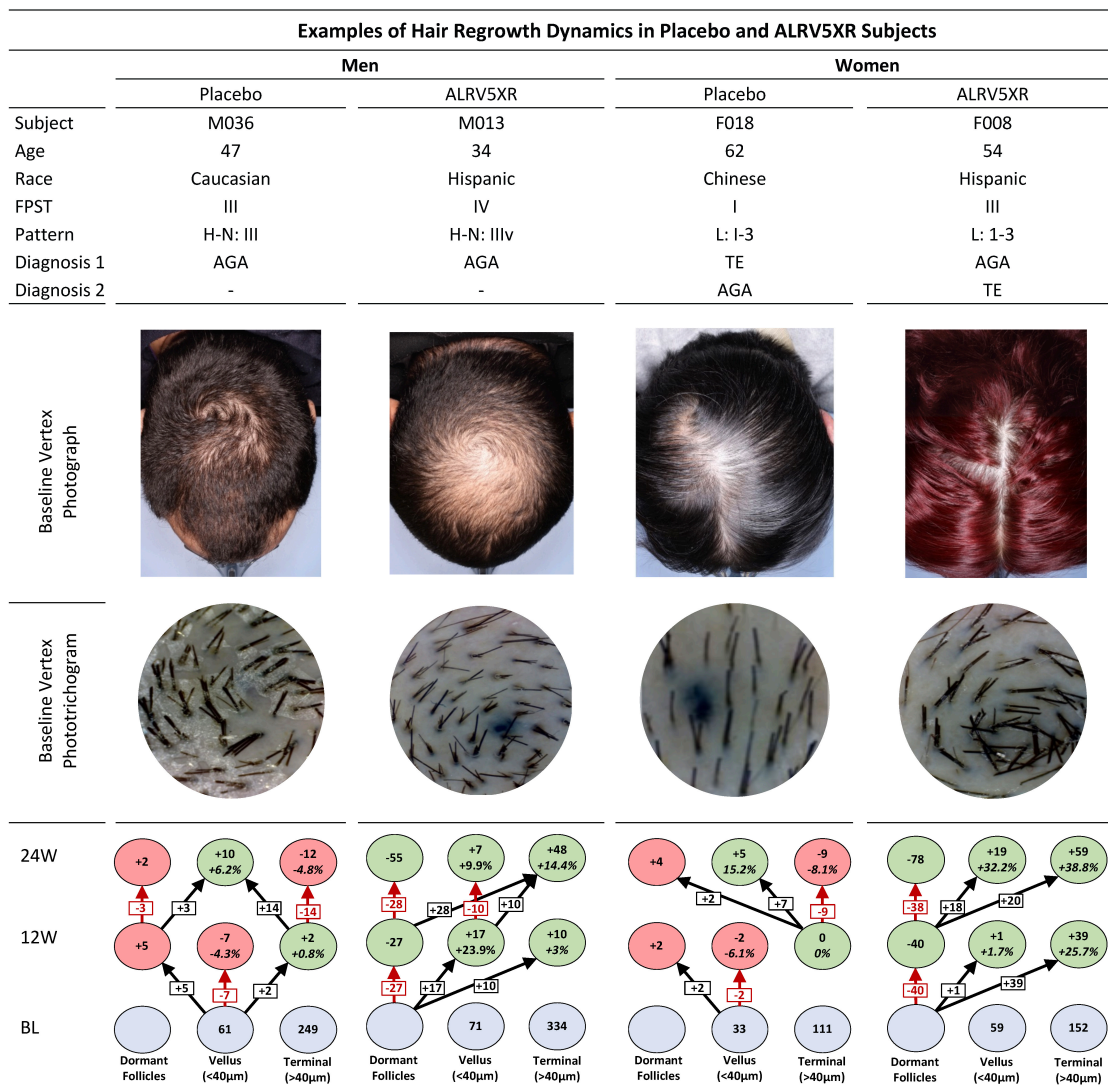 Examples of Hair Regrowth Dynamics in Placebo and ALRV5XR Subjects
Men Women
Placebo ALRV5XR Placebo ALRV5XR
Subject M036 M013 F018 F008
Age 47 34 62 54
Race Caucasian Hispanic Chinese Hispanic
FPST III IV I III
Pattern H-N: III H-N: IIIv L: I-3 L: 1-3
Diagnosis 1 AGA AGA TE AGA
Diagnosis 2 - - AGA TE
Baseline Vertex
Photograph
Baseline Vertex
Phototrichogram
24W
+2
+10
+6.2%
-12
-4.8%
-55
+7
+9.9%
+48
+14.4%
+4
+5
15.2%
-9
-8.1%
-78
+19
+32.2%
+59
+38.8%
-3 +3 +14 -14
-28 +28 -10 +10
+2 +7 -9
-38 +18 +20
12W
+5
-7
-4.3%
+2
+0.8%
-27
+17
+23.9%
+10
+3%
+2
-2
-6.1%
0
0%
-40
+1
+1.7%
+39
+25.7%
+5 -7 +2
-27 +17 +10
+2 -2
-40 +1 +39
BL 61 249 71 334 33 111 59 152
Dormant
Follicles
Vellus
(<40µm)
Terminal
(>40µm)
Dormant
Follicles
Vellus
(<40µm)
Terminal
(>40µm)
Dormant
Follicles
Vellus
(<40µm)
Terminal
(>40µm)
Dormant
Follicles
Vellus
(<40µm)
Terminal
(>40µm)